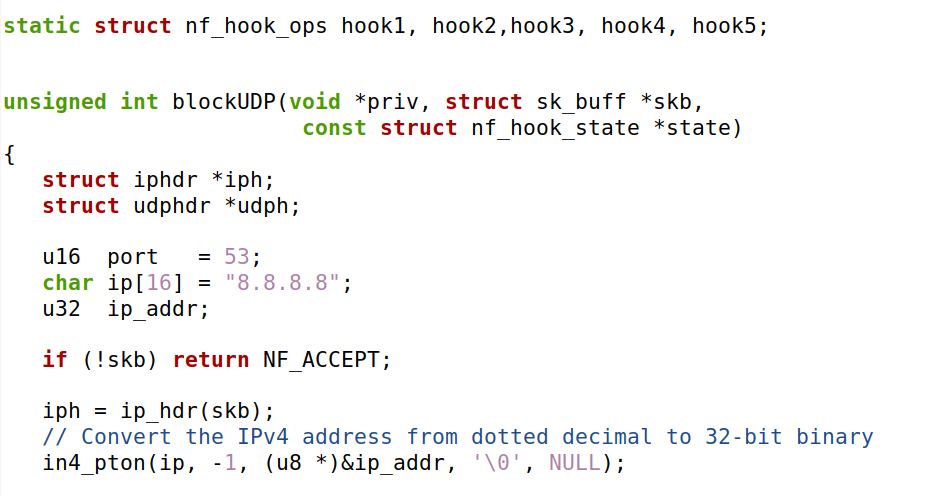 static struct nf_hook_ops hook1, hook2,hook3, hook4, hook5;
unsigned int blockUDP(void *priv, struct sk_buff *skb,
                       const struct nf_hook_state *state)
{
   struct iphdr *iph;
   struct udphdr *udph;
   u16  port   = 53;
   char ip[16] = "8.8.8.8";
   u32  ip_addr;
   if (!skb) return NF_ACCEPT;
   iph = ip_hdr(skb);
   // Convert the IPv4 address from dotted decimal to 32-bit binary
   in4_pton(ip, -1, (u8 *)&ip_addr, '\0', NULL);